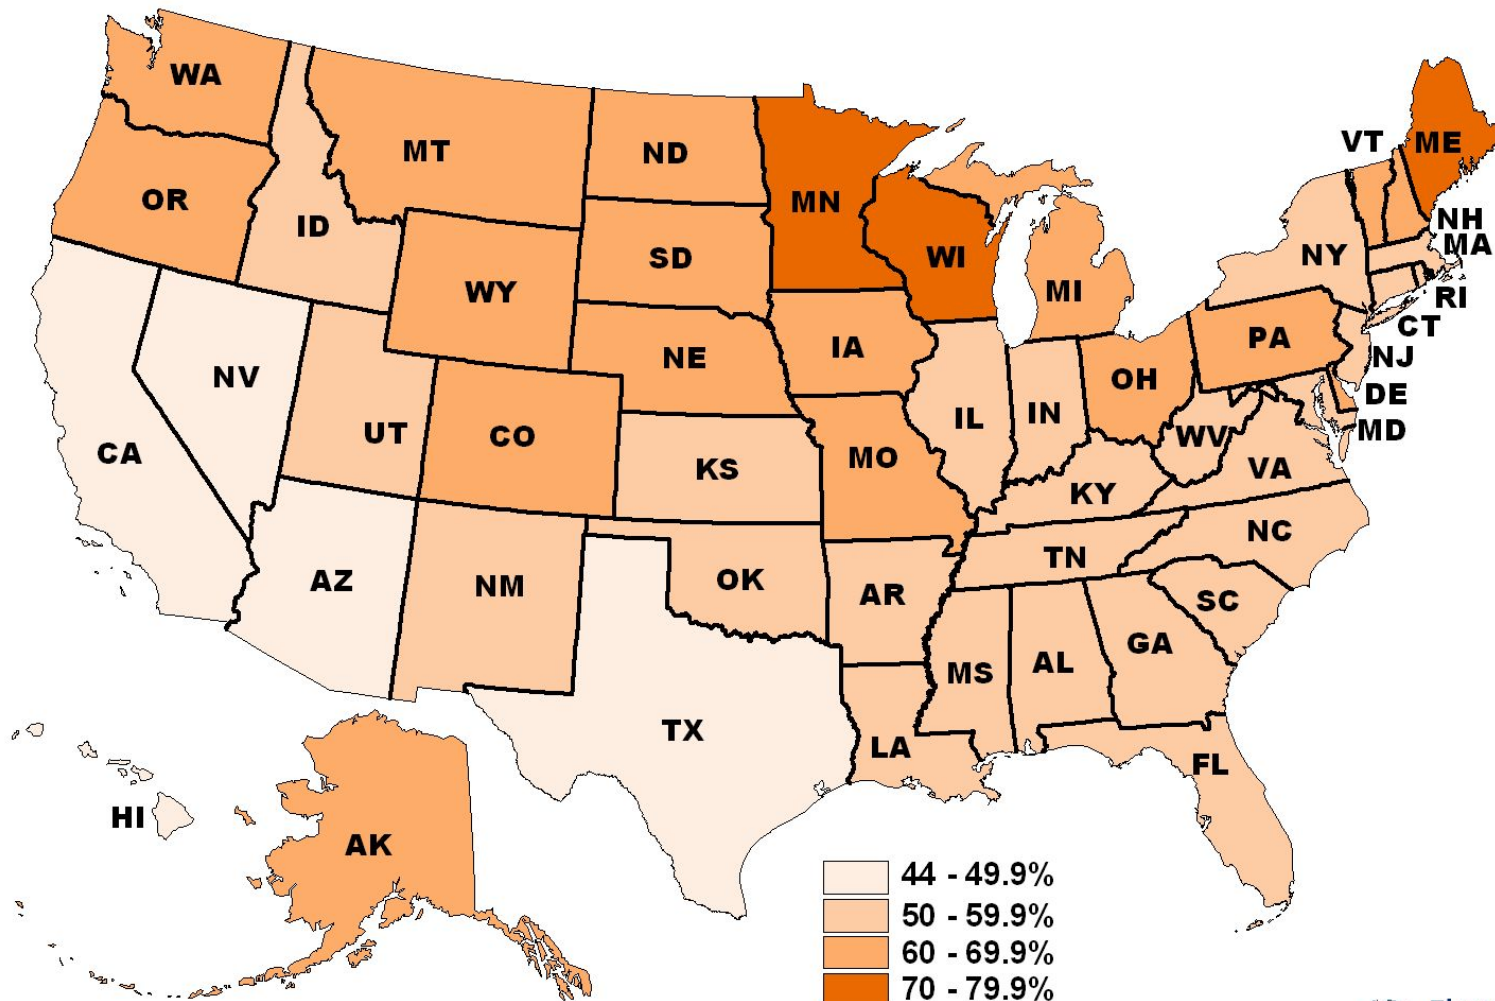 WA
MT
ND
MN
VT
ME
OR
ID
SD
WI
NH
MA
NY
WY
MI
RI
CT
PA
NJ
NE
IA
OH
DE
NV
UT
CO
IL
IN
WV
MD
CA
KS
MO
KY
VA
AZ
NM
OK
AR
TN
NC
SC
GA
MS
AL
TX
LA
FL
HI
AK
44 - 49.9%
50 - 59.9%
60 - 69.9%
70 - 79.9%